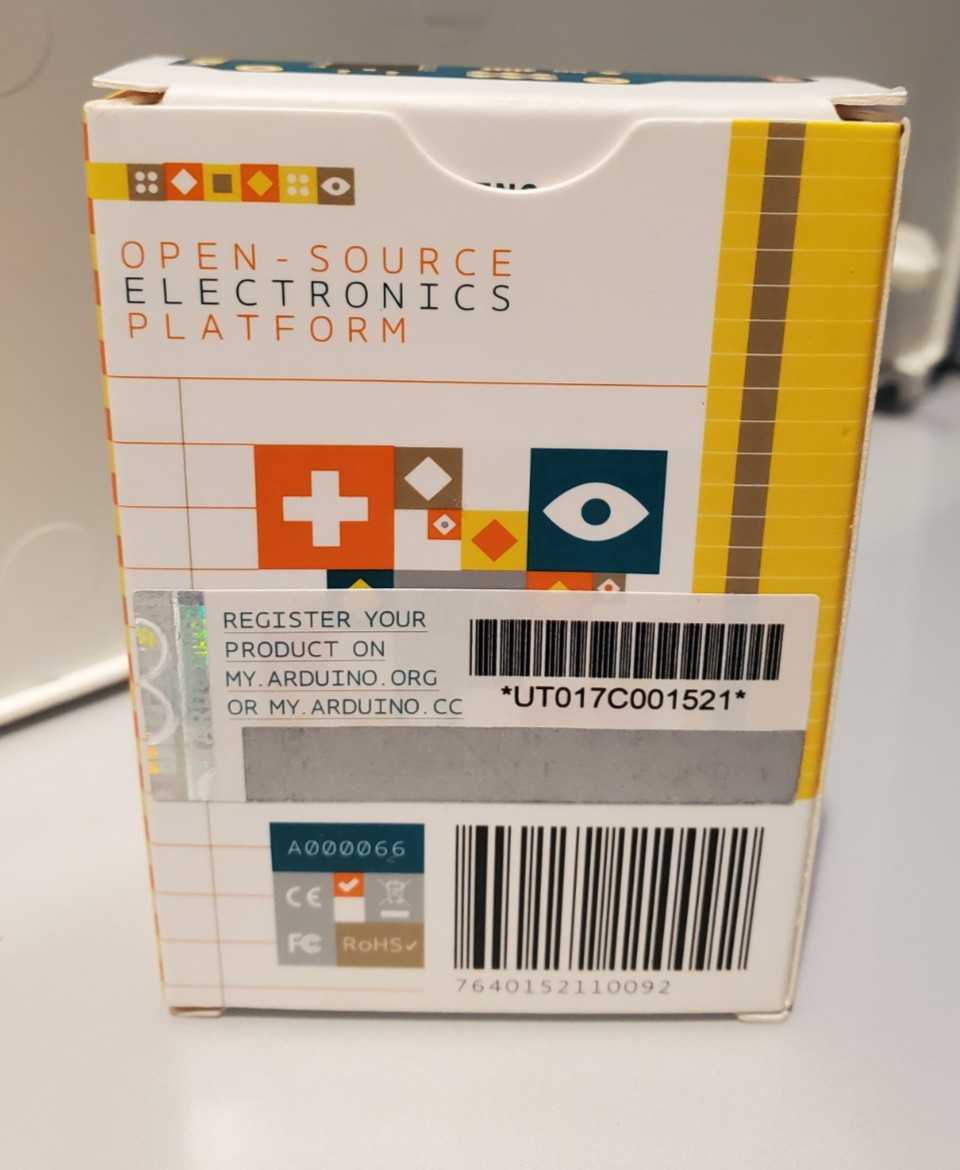 OPEN-SOURCE
ELECTRONICS
PLATFORM
REGISTER YOUR
PRODUCT ON
MY.ARDUINO.ORG
OR MY.ARDUINO.CC
*UT017C001521*
A000066
CE
FC
RoHS✓
7640152110092